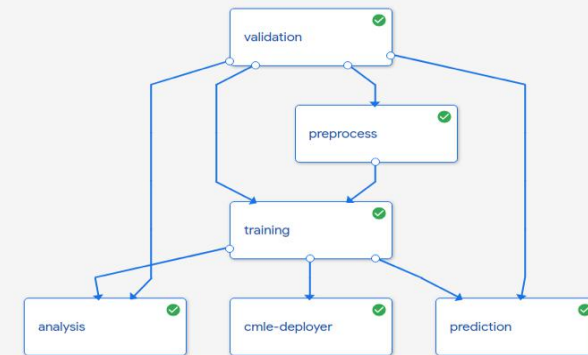 validation
preprocess
training
analysis
cmle-deployer
prediction